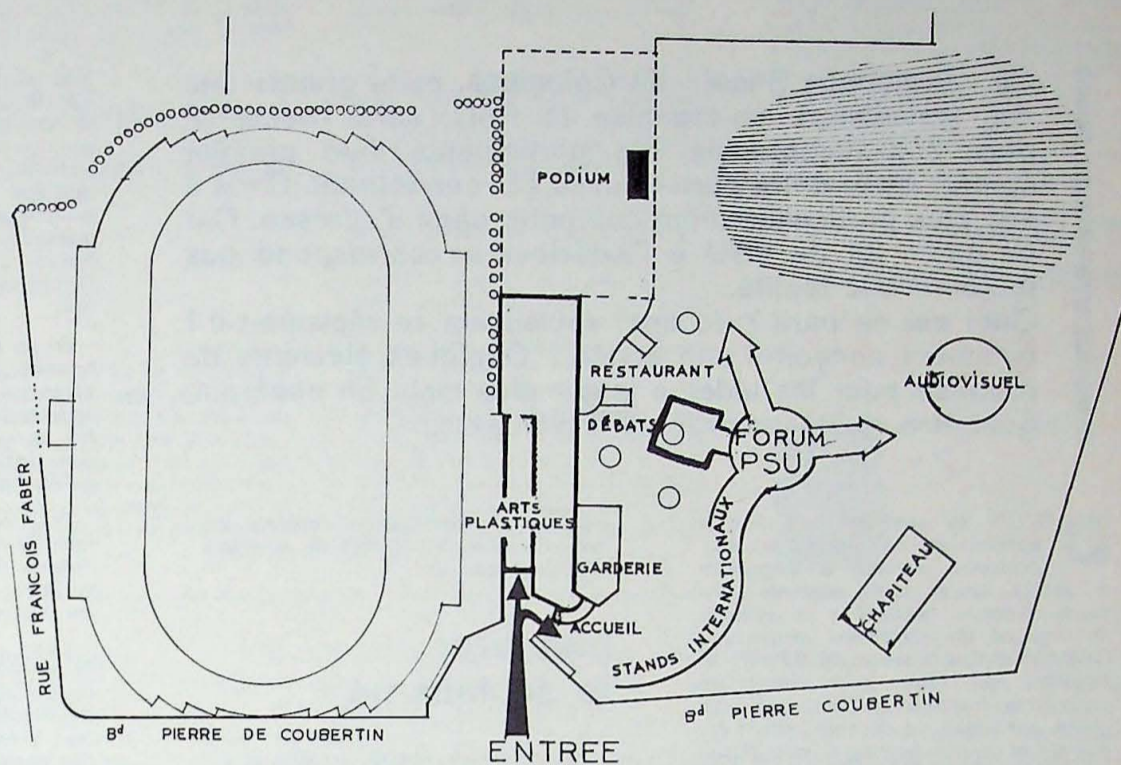 PODIUM
RESTAURANT
AUDIOVISUEL
DÉBATS
FORUM
PSU
ARTS
PLASTIQUES
GARDERIE
ACCUEIL
STANDS INTERNATIONAUX
CHAPITEAU
RUE FRANCOIS FABER
Bd PIERRE DE COUBERTIN
Bd PIERRE COUBERTIN
ENTREE